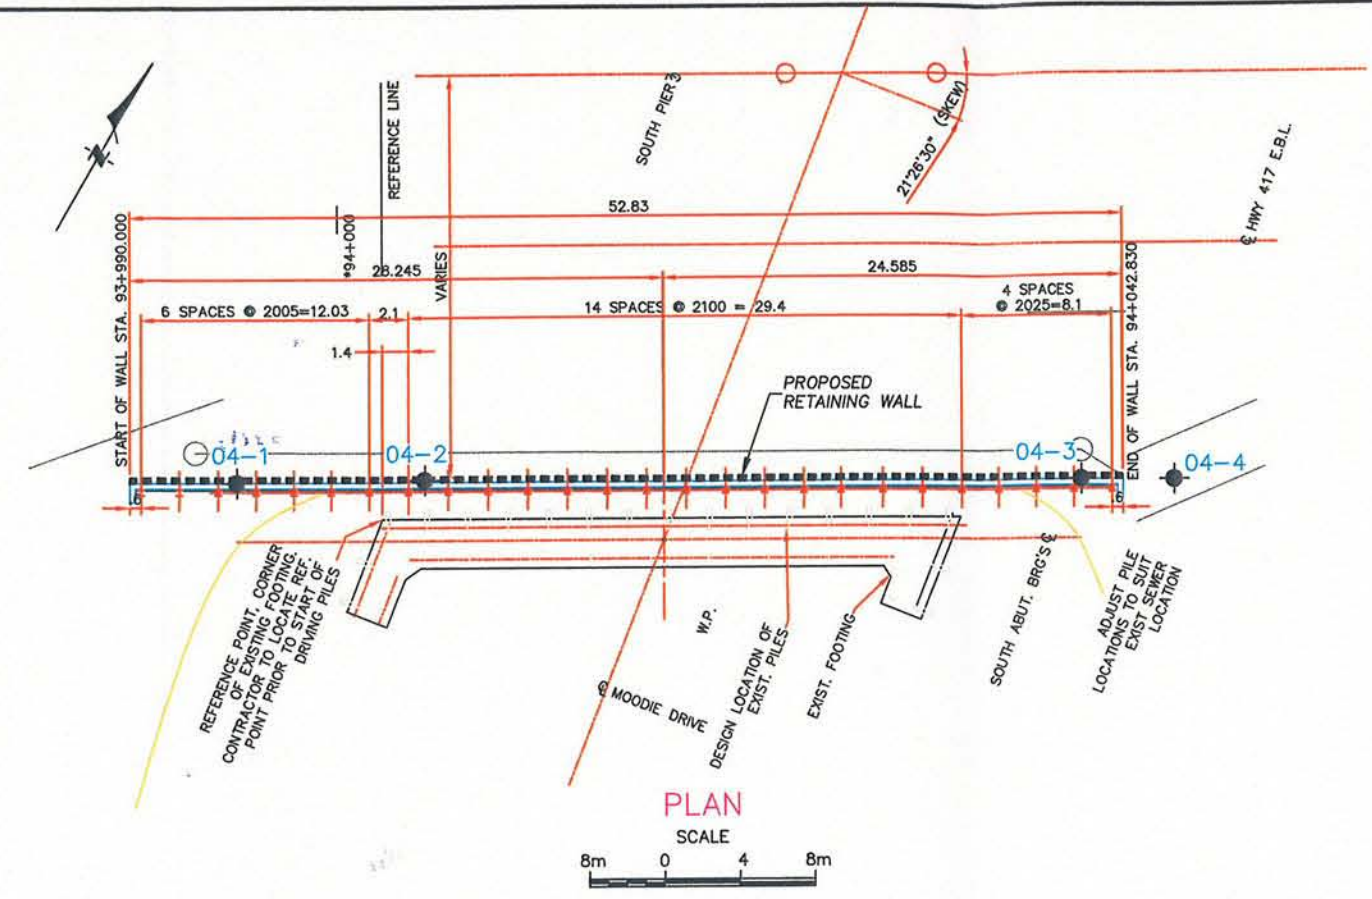 SOUTH PIER
21°26'30" (SKEW)
REFERENCE LINE
℄ HWY 417 E.B.L.
N
52.83
*94+000
28.245
VARIES
24.585
START OF WALL STA. 93+990.000
6 SPACES @ 2005=12.03
2.1
14 SPACES @ 2100 = 29.4
4 SPACES
@ 2025=8.1
END OF WALL STA. 94+042.830
1.4
PROPOSED
RETAINING WALL
04-1
04-2
04-3
04-4
.6
.6
REFERENCE POINT, CORNER
OF EXISTING FOOTING.
CONTRACTOR TO LOCATE REF.
POINT PRIOR TO START OF
DRIVING PILES
℄ MOODIE DRIVE
W.P.
DESIGN LOCATION OF
EXIST. PILES
EXIST. FOOTING
SOUTH ABUT. BRG'S ℄
ADJUST PILE
LOCATIONS TO SUIT
EXIST SEWER
LOCATION
PLAN
SCALE
8m 0 4 8m